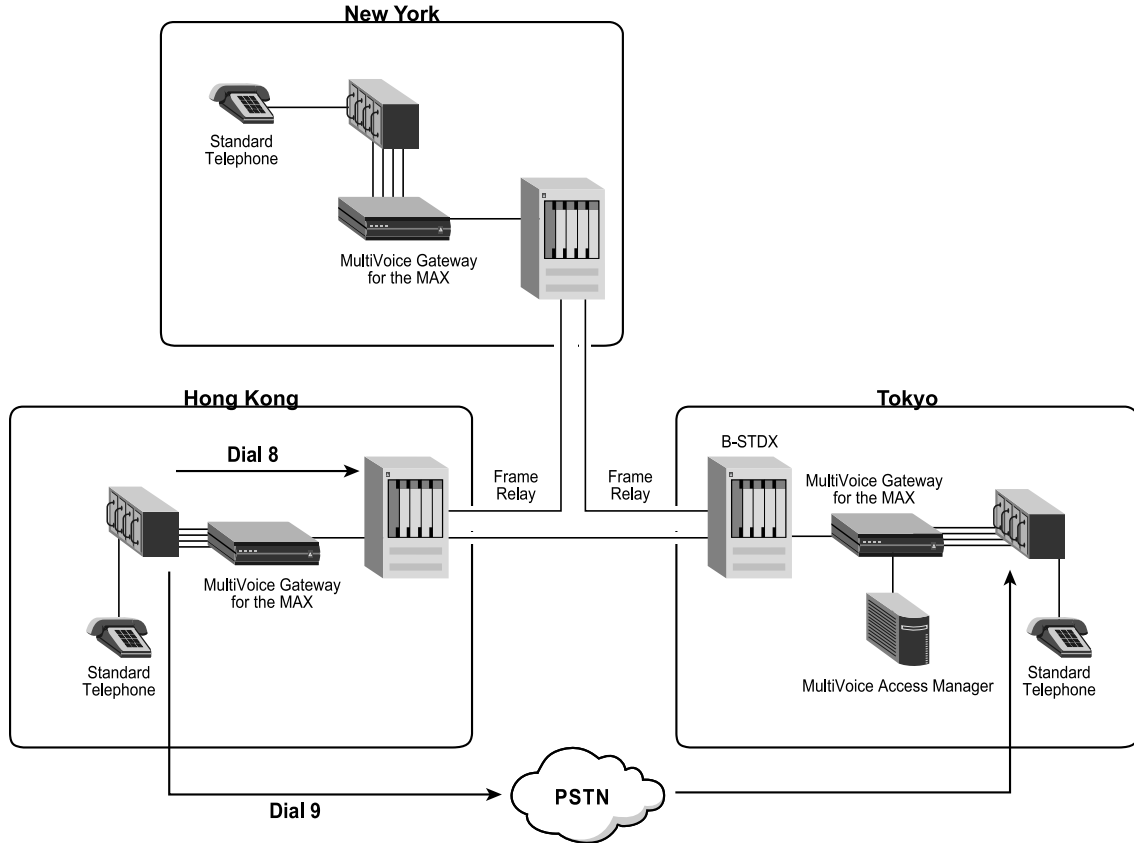 New York
Standard
Telephone
MultiVoice Gateway
for the MAX
Hong Kong
Dial 8
MultiVoice Gateway
for the MAX
Standard
Telephone
Dial 9
Frame
Relay
Frame
Relay
Tokyo
B-STDX
MultiVoice Gateway
for the MAX
MultiVoice Access Manager
Standard
Telephone
PSTN